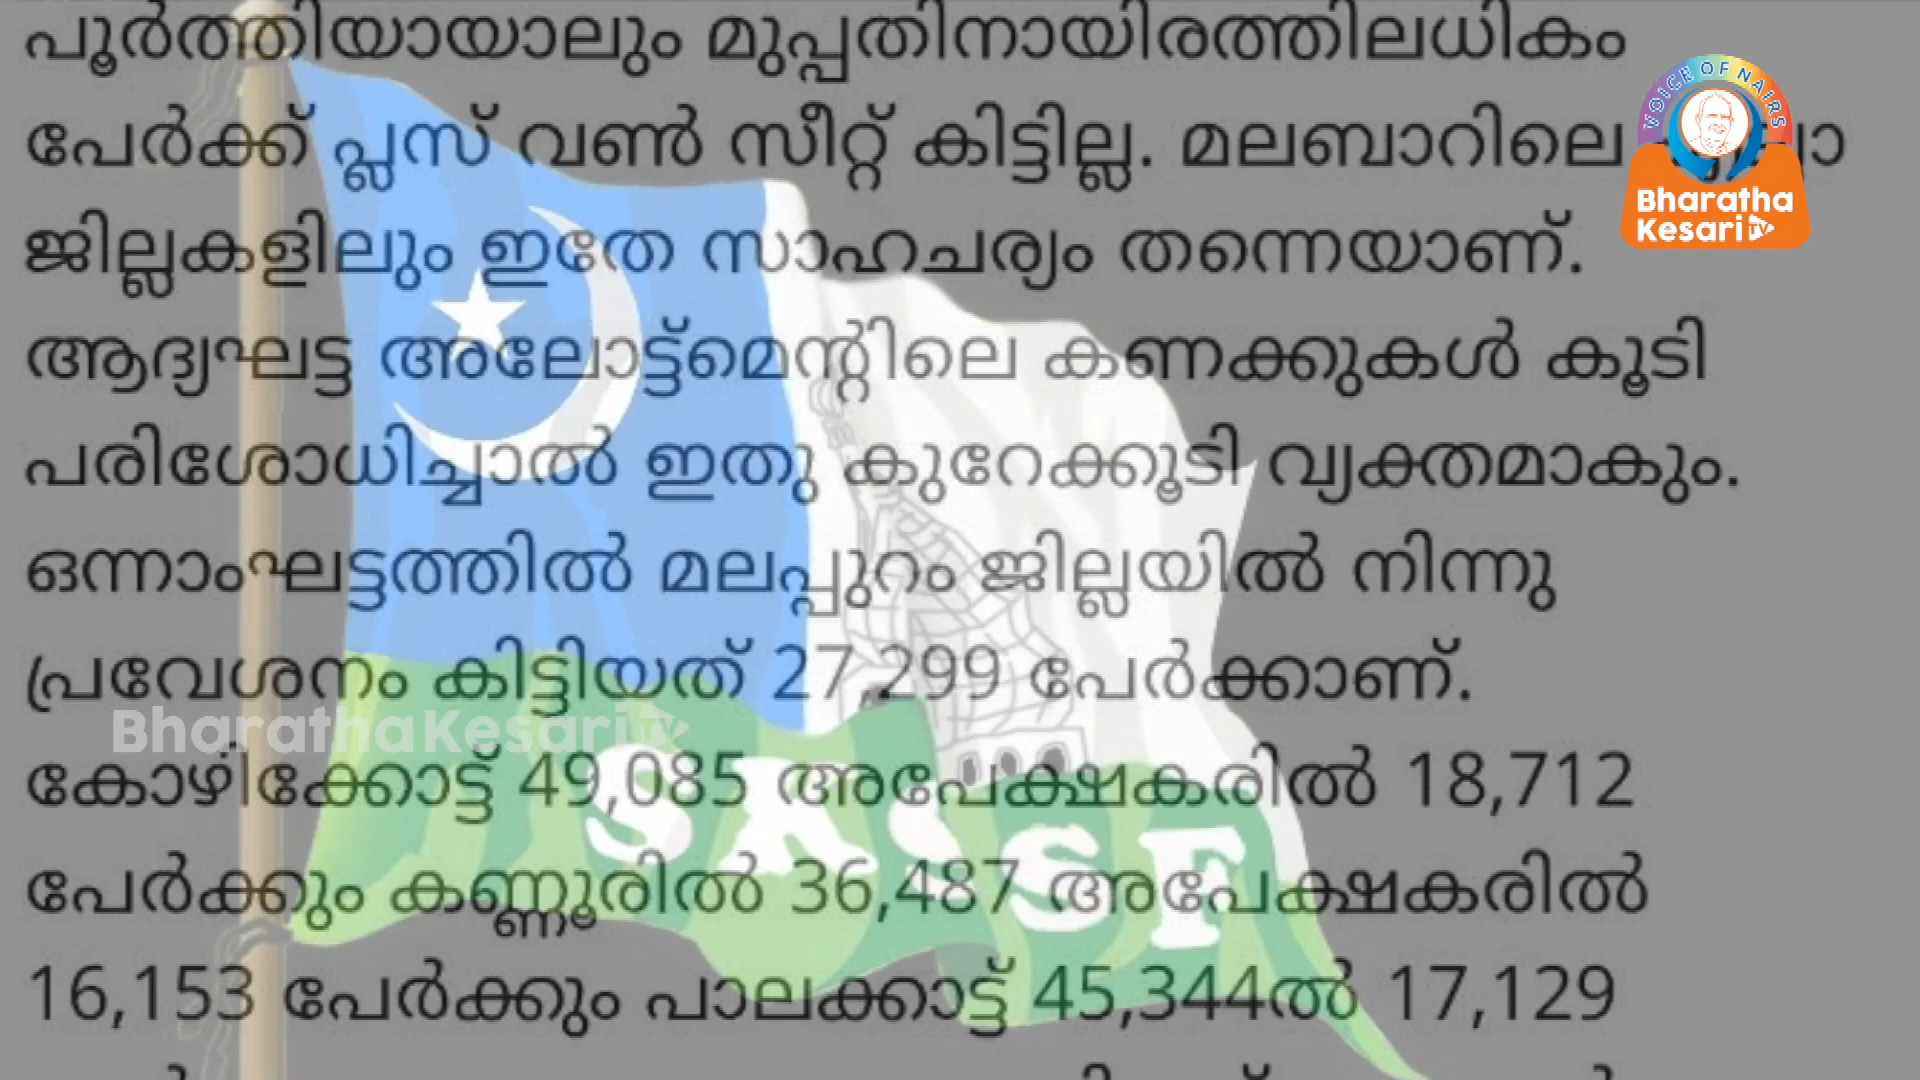 പൂർത്തിയായാലും മുപ്പതിനായിരത്തിലധികം
പേർക്ക് പ്ലസ് വൺ സീറ്റ് കിട്ടില്ല. മലബാറിലെ
ജില്ലകളിലും ഇതേ സാഹചര്യം തന്നെയാണ്.
ആദ്യഘട്ട അലോട്ട്മെന്റിലെ കണക്കുകൾ കൂടി
പരിശോധിച്ചാൽ ഇതു കുറേക്കൂടി വ്യക്തമാകും.
ഒന്നാംഘട്ടത്തിൽ മലപ്പുറം ജില്ലയിൽ നിന്നു
പ്രവേശനം കിട്ടിയത് 27,299 പേർക്കാണ്.
കോഴിക്കോട്ട് 49,085 അപേക്ഷകരിൽ 18,712
പേർക്കും കണ്ണൂരിൽ 36,487 അപേക്ഷകരിൽ
16,153 പേർക്കും പാലക്കാട്ട് 45,344ൽ 17,129
VOICE OF NAIRS
Bharatha
Kesari TV
BharathaKesari TV
SKSSF